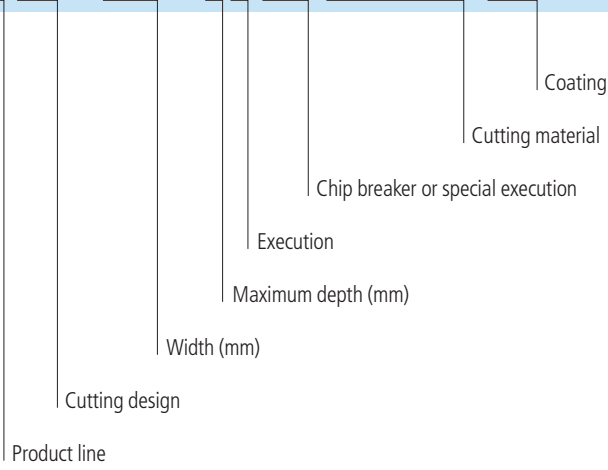 Coating
Cutting material
Chip breaker or special execution
Execution
Maximum depth (mm)
Width (mm)
Cutting design
Product line